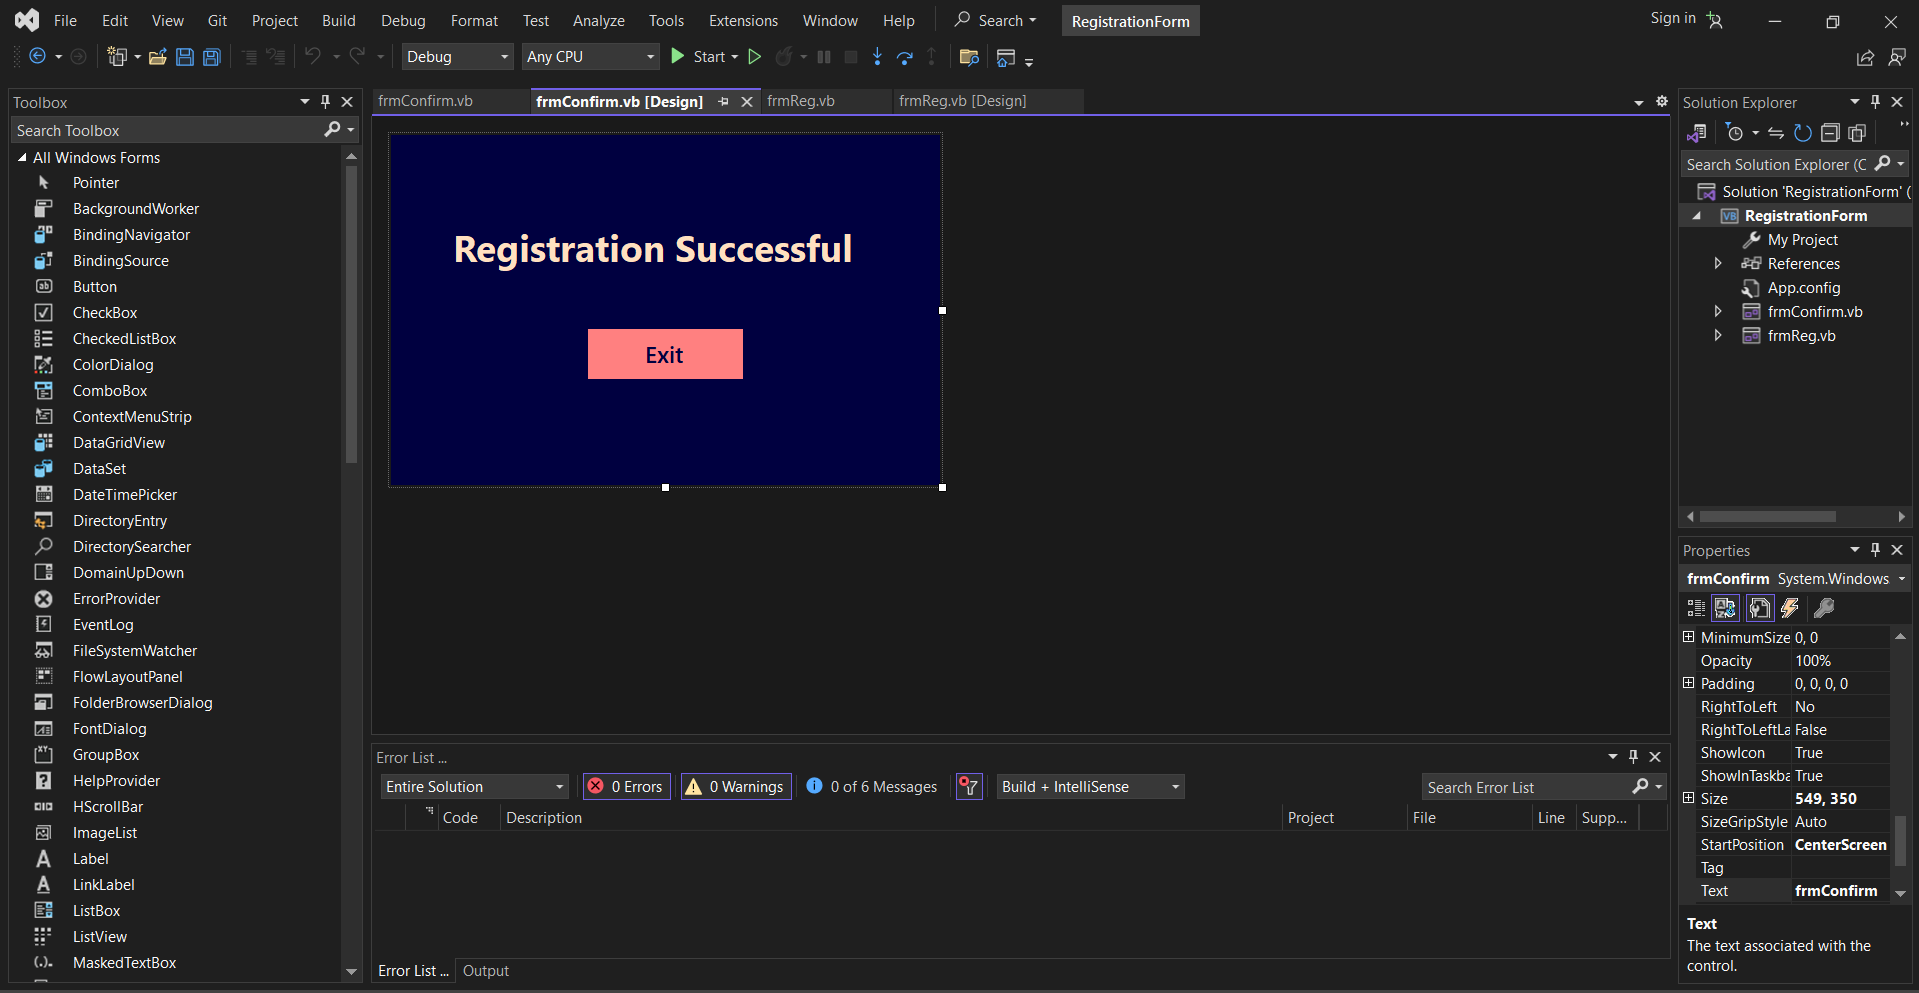 File Edit View Git Project Build Debug Format Test Analyze Tools Extensions Window Help Search RegistrationForm Sign in
Debug Any CPU Start
Toolbox
Search Toolbox
All Windows Forms
Pointer
BackgroundWorker
BindingNavigator
BindingSource
Button
CheckBox
CheckedListBox
ColorDialog
ComboBox
ContextMenuStrip
DataGridView
DataSet
DateTimePicker
DirectoryEntry
DirectorySearcher
DomainUpDown
ErrorProvider
EventLog
FileSystemWatcher
FlowLayoutPanel
FolderBrowserDialog
FontDialog
GroupBox
HelpProvider
HScrollBar
ImageList
Label
LinkLabel
ListBox
ListView
MaskedTextBox
frmConfirm.vb frmConfirm.vb [Design] frmReg.vb frmReg.vb [Design]
Registration Successful
Exit
Error List ...
Entire Solution 0 Errors 0 Warnings 0 of 6 Messages Build + IntelliSense Search Error List
Code Description Project File Line Supp...
Error List ... Output
Solution Explorer
Search Solution Explorer (C
Solution 'RegistrationForm' (
VB RegistrationForm
My Project
References
App.config
frmConfirm.vb
frmReg.vb
Properties
frmConfirm System.Windows
MinimumSize 0, 0
Opacity 100%
Padding 0, 0, 0, 0
RightToLeft No
RightToLeftLa False
ShowIcon True
ShowInTaskba True
Size 549, 350
SizeGripStyle Auto
StartPosition CenterScreen
Tag
Text frmConfirm
Text
The text associated with the
control.